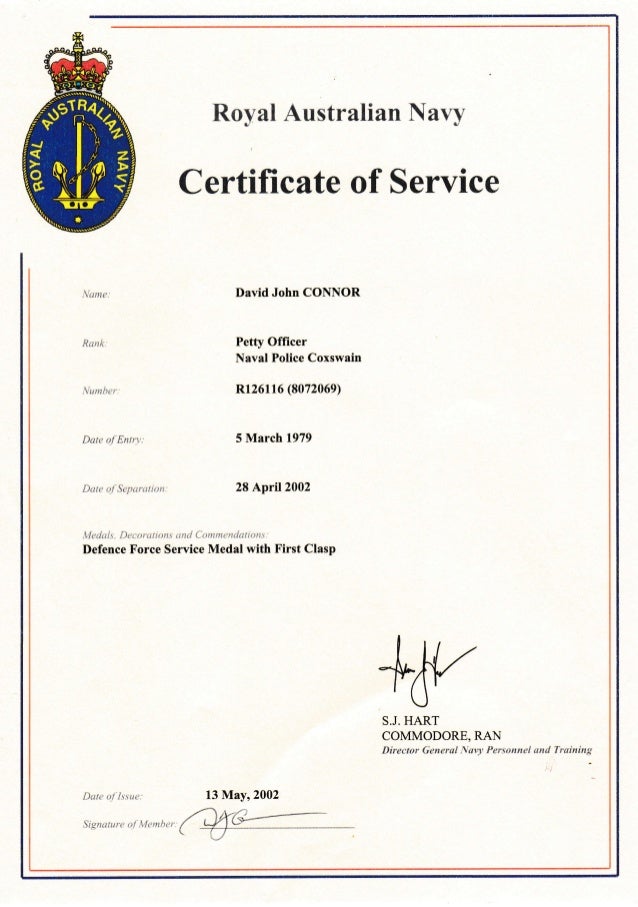 ROYAL AUSTRALIAN NAVY
Royal Australian Navy
Certificate of Service
Name: David John CONNOR
Rank: Petty Officer
Naval Police Coxswain
Number: R126116 (8072069)
Date of Entry: 5 March 1979
Date of Separation: 28 April 2002
Medals, Decorations and Commendations:
Defence Force Service Medal with First Clasp
S.J. HART
COMMODORE, RAN
Director General Navy Personnel and Training
Date of Issue: 13 May, 2002
Signature of Member: